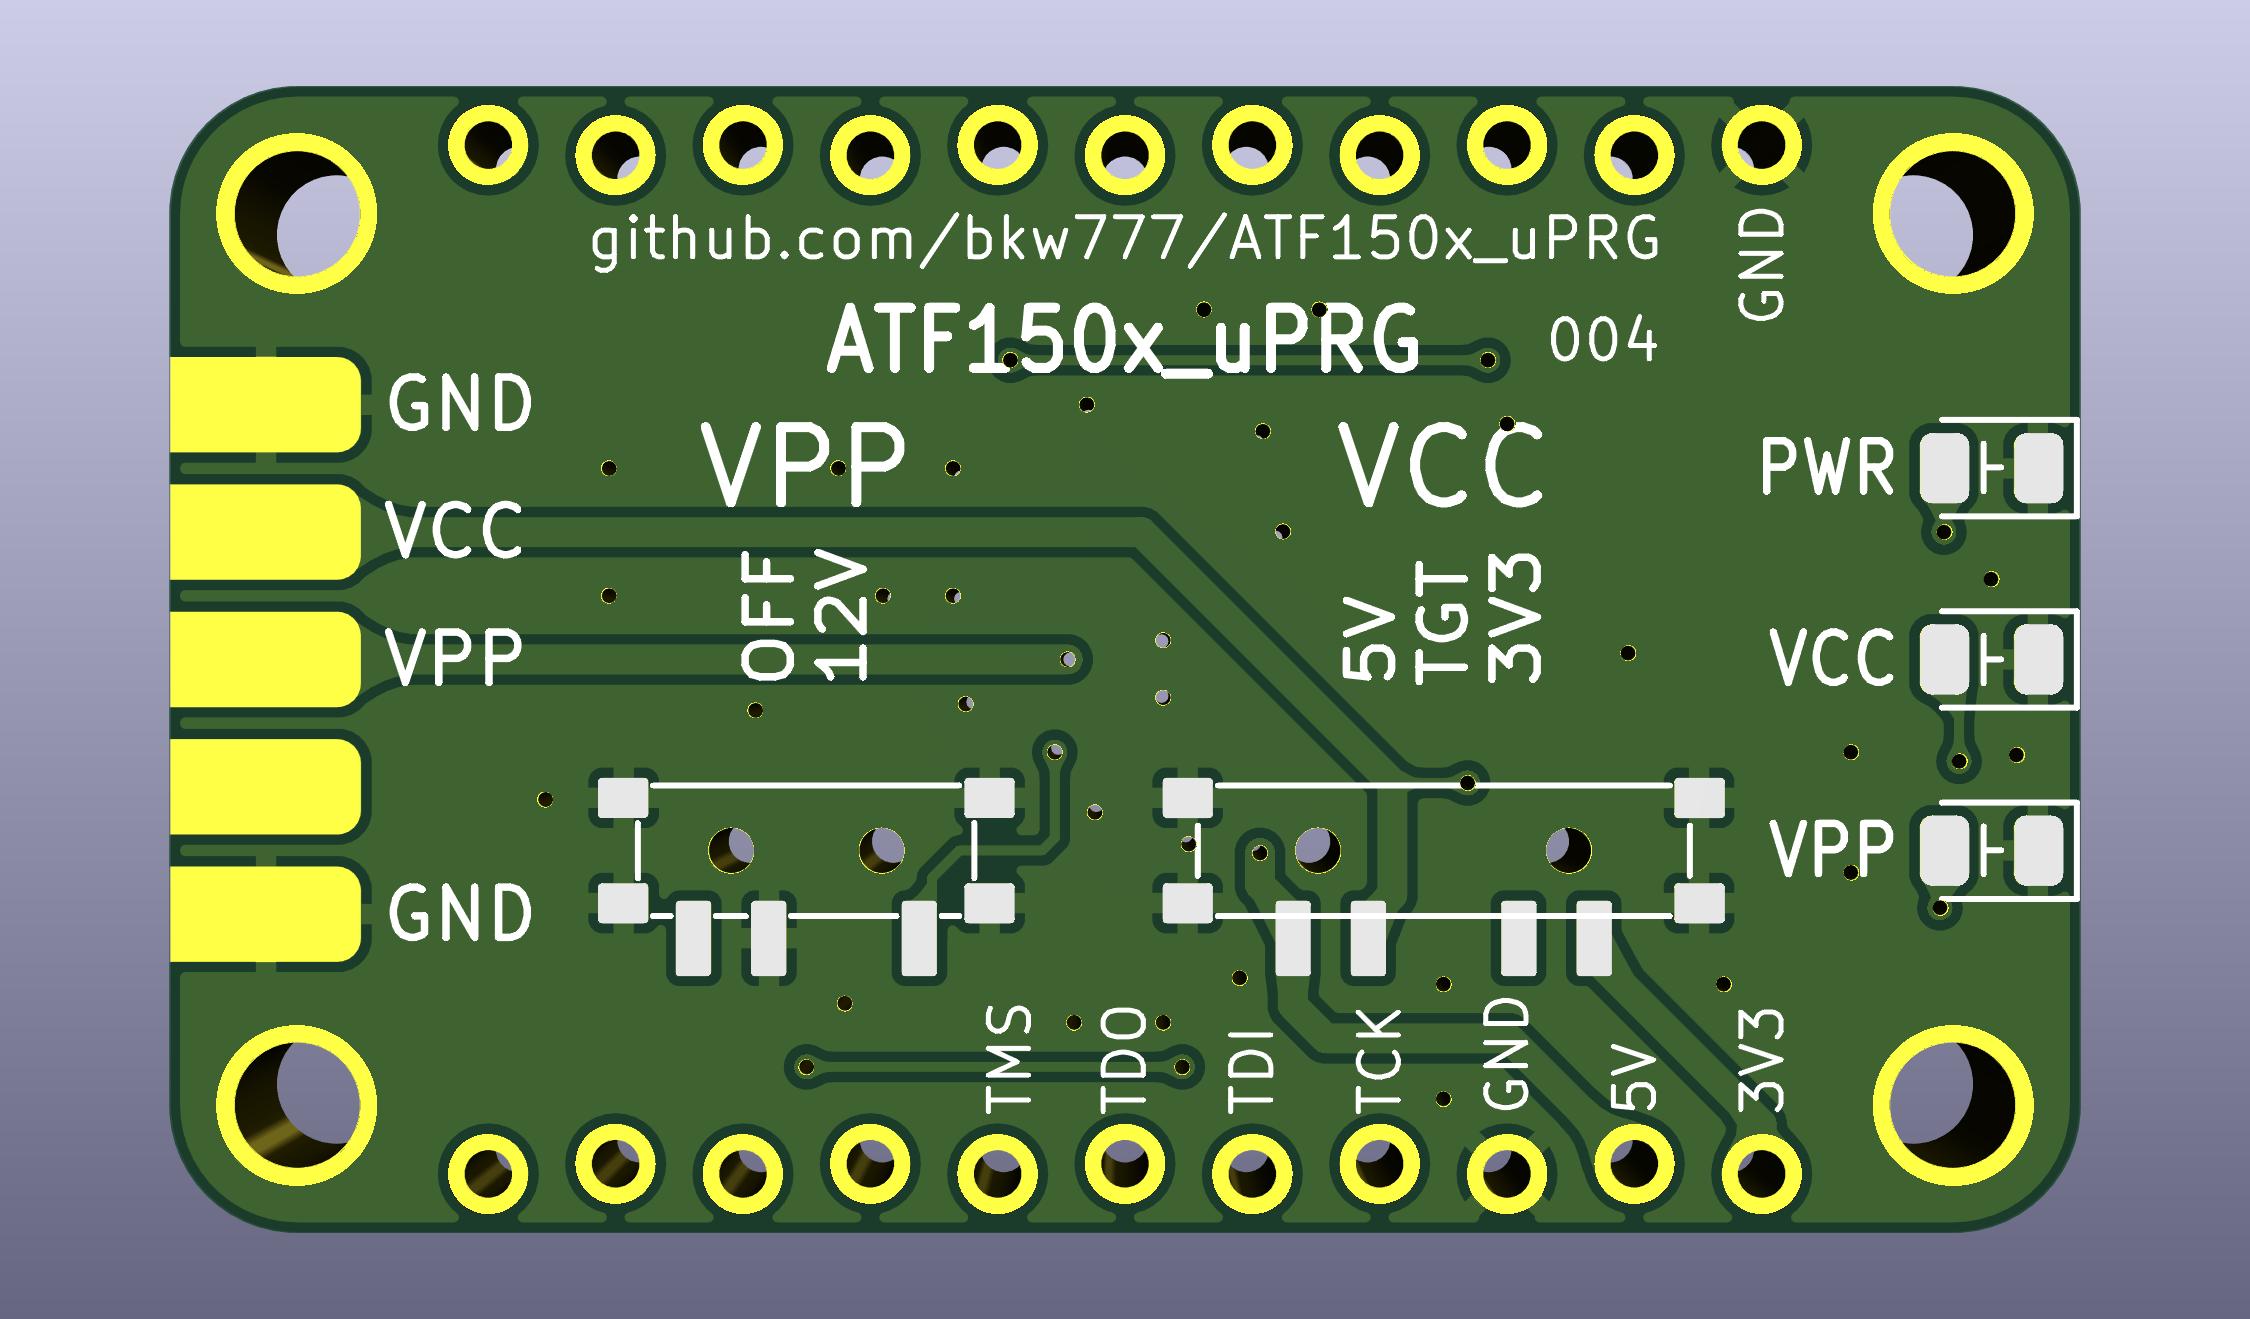 github.com/bkw777/ATF150x_uPRG
GND
ATF150x_uPRG
004
GND
VCC
VPP
GND
VPP
OFF
12V
VCC
5V
TGT
3V3
PWR
VCC
VPP
TMS
TDO
TDI
TCK
GND
5V
3V3